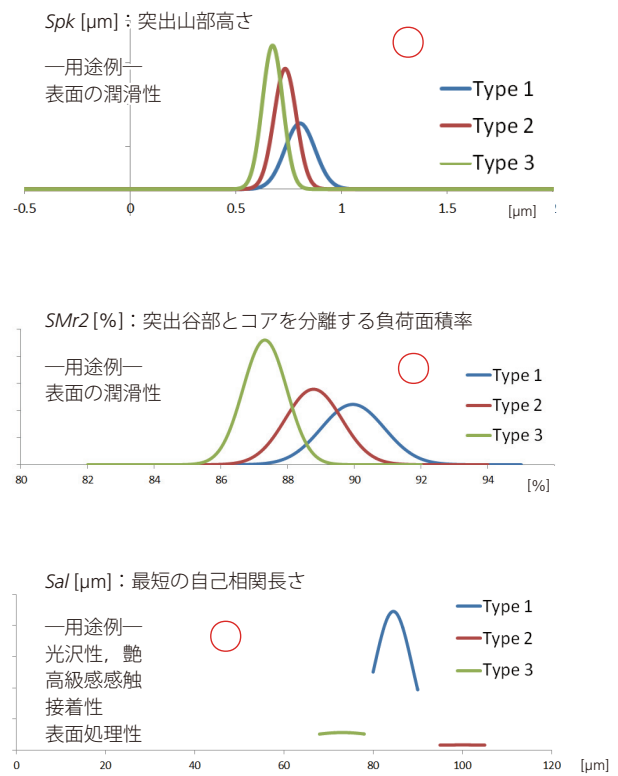 Spk [μm]：突出山部高さ
―用途例―
表面の潤滑性
Type 1
Type 2
Type 3
-0.5 0 0.5 1 1.5
[μm]
SMr2 [%]：突出谷部とコアを分離する負荷面積率
―用途例―
表面の潤滑性
Type 1
Type 2
Type 3
80 82 84 86 88 90 92 94
[%]
Sal [μm]：最短の自己相関長さ
―用途例―
光沢性，艶
高級感感触
接着性
表面処理性
Type 1
Type 2
Type 3
0 20 40 60 80 100 120
[μm]